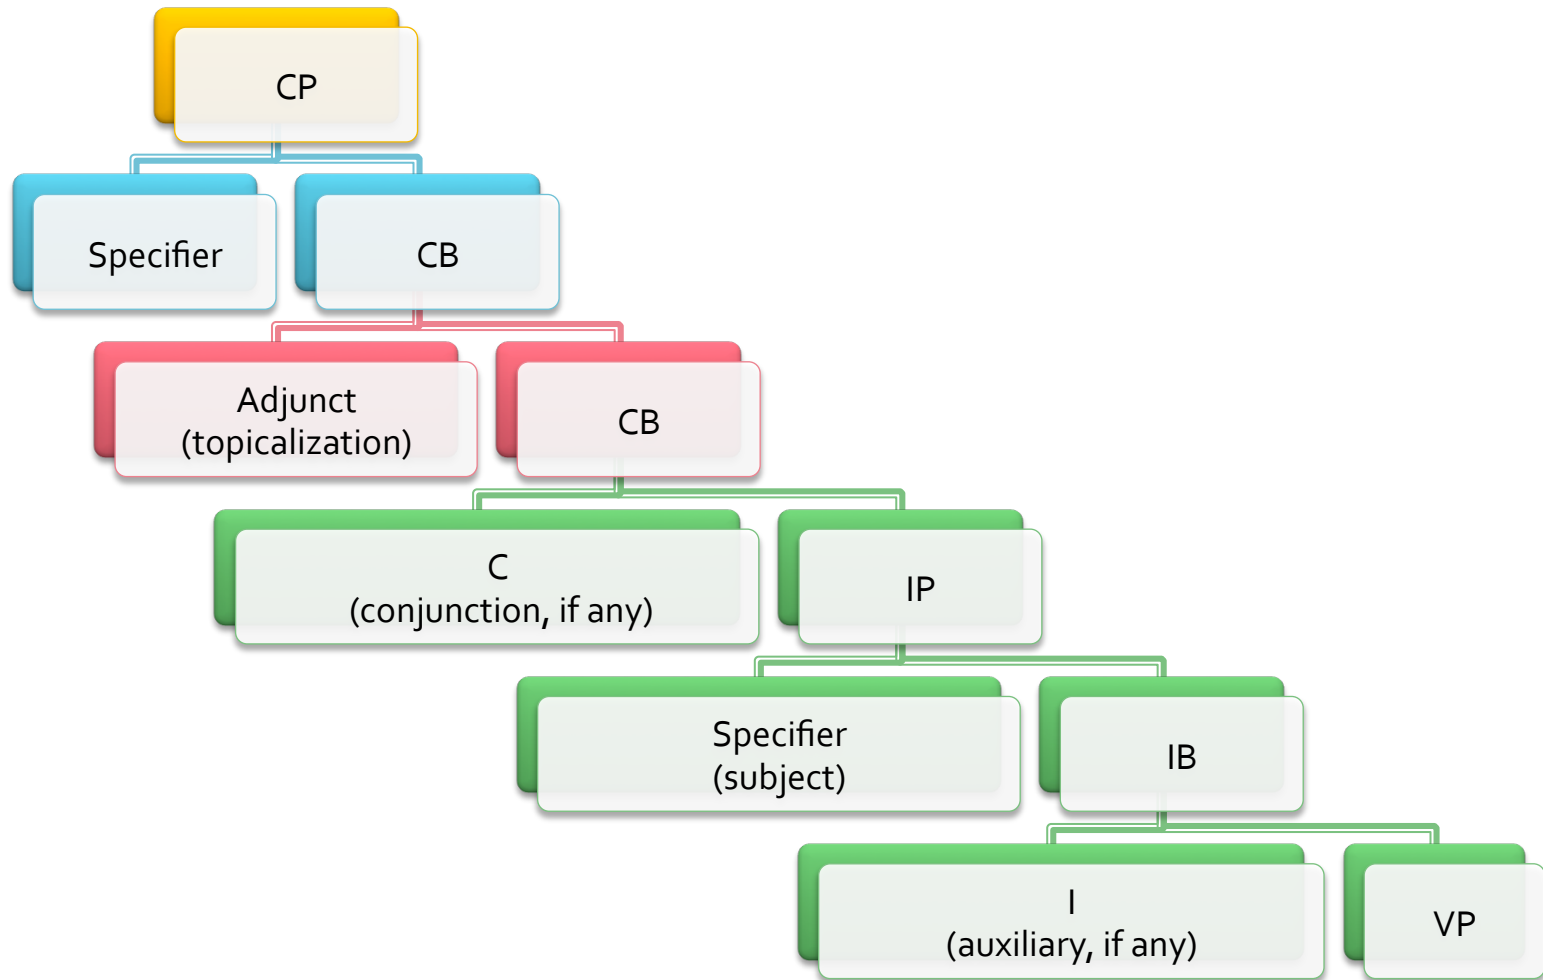 CP
Specifier
CB
Adjunct
(topicalization)
CB
C
(conjunction, if any)
IP
Specifier
(subject)
IB
I
(auxiliary, if any)
VP